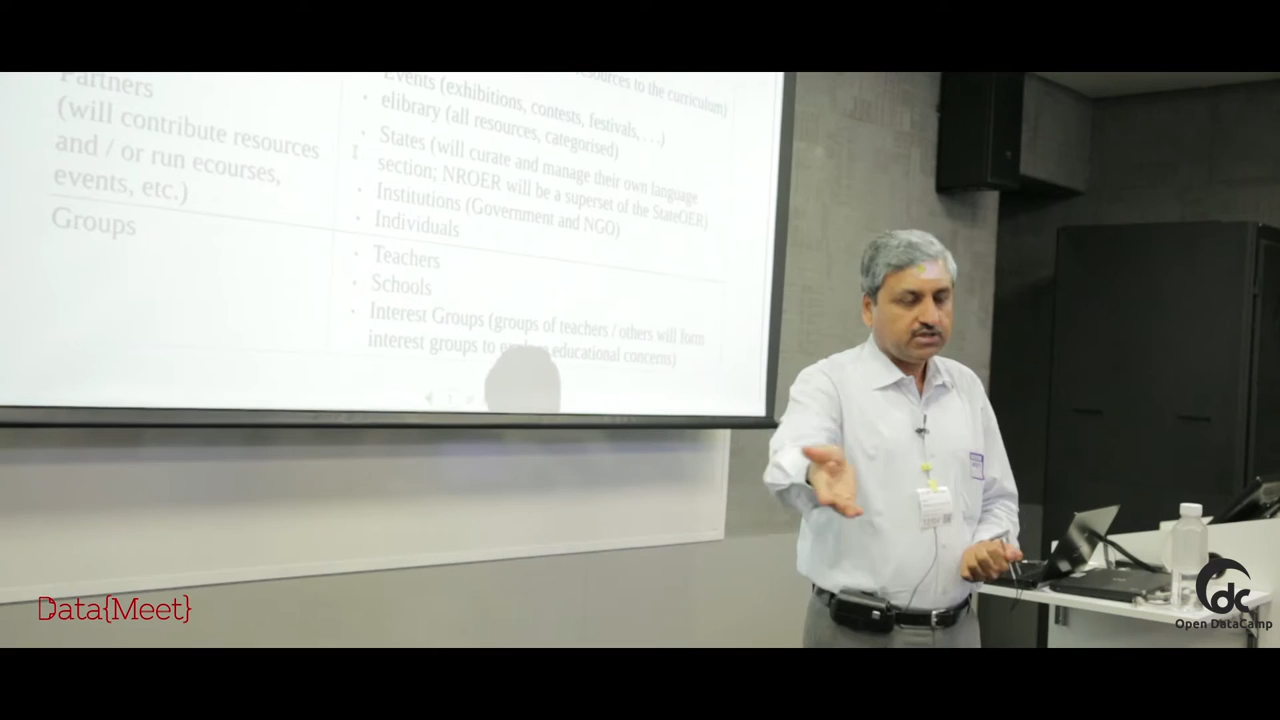 resources to the curriculum)
Events (exhibitions, contests, festivals, . . .)
elibrary (all resources, categorised)
Partners
(will contribute resources
and / or run ecourses,
events, etc.)
States (will curate and manage their own language
section; NROER will be a superset of the StateOER)
Institutions (Government and NGO)
Individuals
Groups
Teachers
Schools
Interest Groups (groups of teachers / others will form
interest groups to educational concerns)
Data{Meet}
dc
Open DataCamp